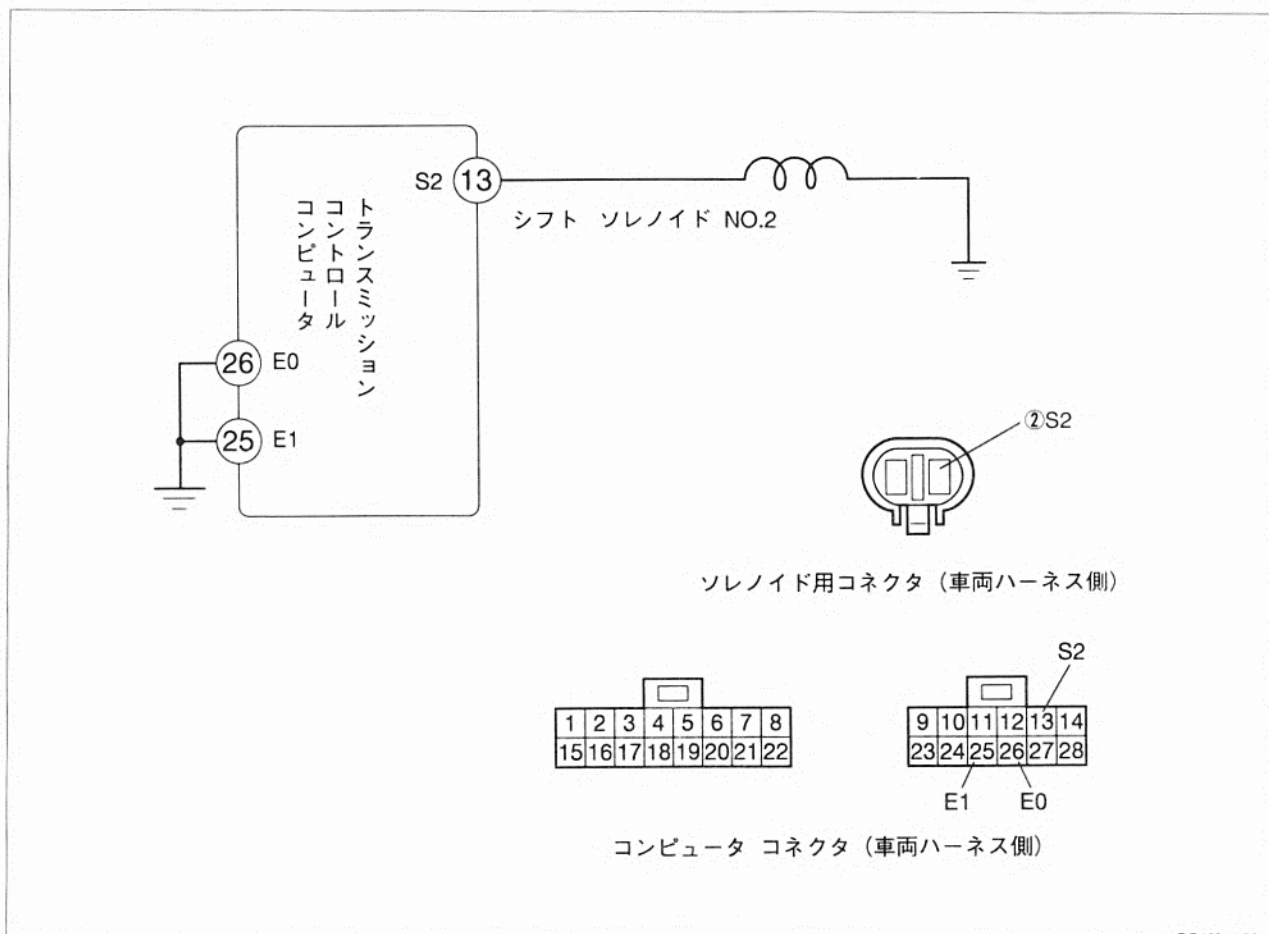 S2 13
シフト ソレノイド NO.2
トランスミッション
コントロール
コンピュータ
26 E0
25 E1
②S2
ソレノイド用コネクタ (車両ハーネス側)
S2
1 2 3 4 5 6 7 8
15 16 17 18 19 20 21 22
9 10 11 12 13 14
23 24 25 26 27 28
E1 E0
コンピュータ コネクタ (車両ハーネス側)